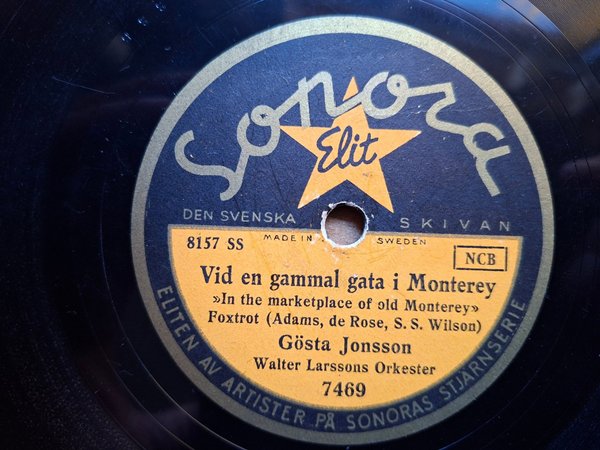 Sonora
Elit
DEN SVENSKA SKIVAN
MADE IN SWEDEN
8157 SS
NCB
Vid en gammal gata i Monterey
»In the marketplace of old Monterey»
Foxtrot (Adams, de Rose, S. S. Wilson)
Gösta Jonsson
Walter Larssons Orkester
7469
ELITEN AV ARTISTER PÅ SONORAS STJÄRNSERIE